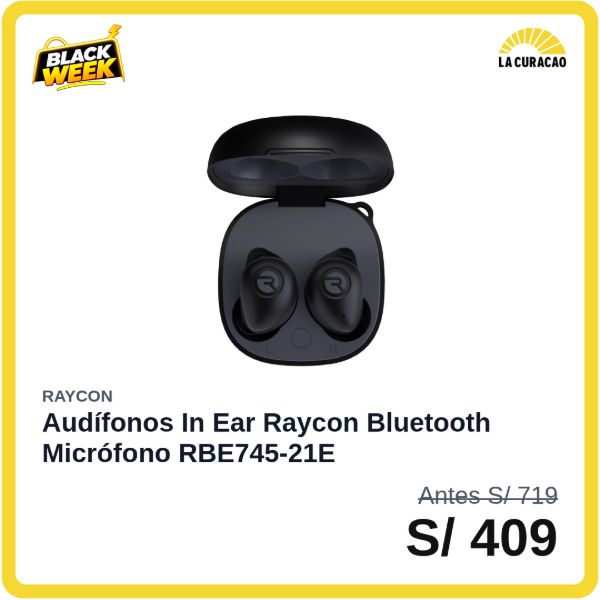 BLACK
WEEK
LA CURACAO
L R
RAYCON
Audífonos In Ear Raycon Bluetooth
Micrófono RBE745-21E
Antes S/ 719
S/ 409